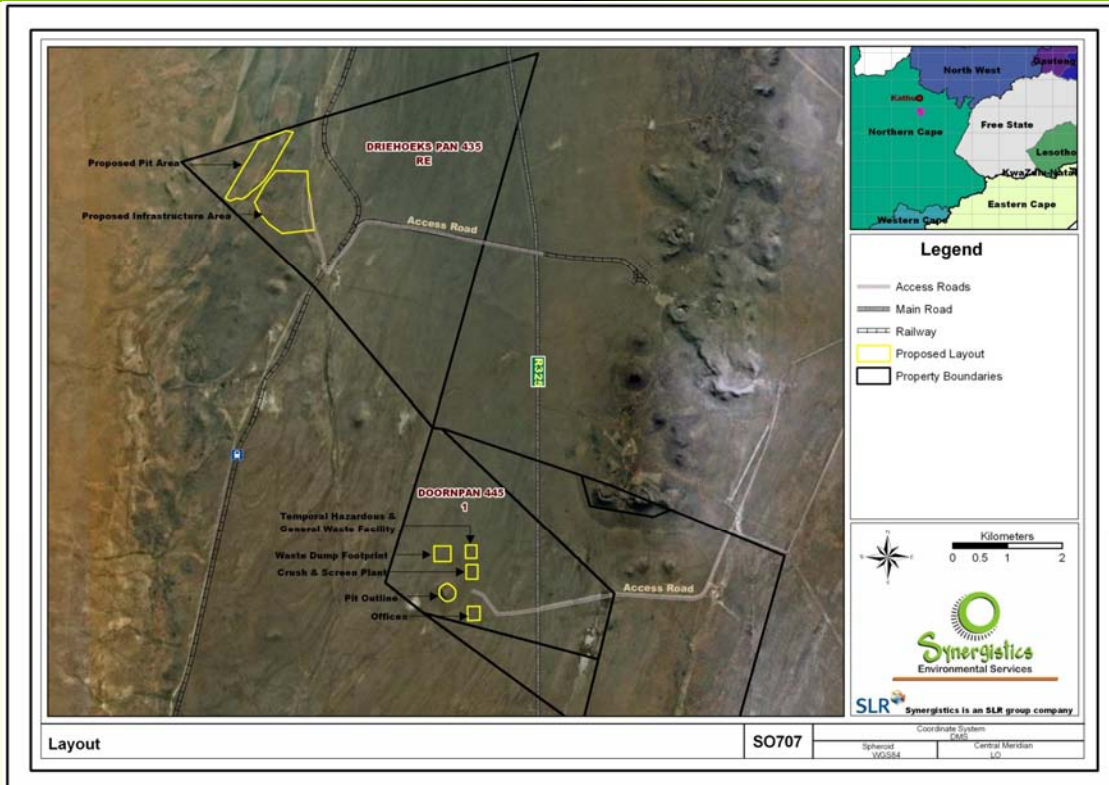 DRIEHOEKS PAN 435
RE
Proposed Pit Area
Proposed Infrastructure Area
Access Road
R325
DOORNPAN 445
1
Temporal Hazardous &
General Waste Facility
Waste Dump Footprint
Crush & Screen Plant
Pit Outline
Offices
Access Road
North West
Gauteng
Kathu
Northern Cape
Free State
Lesotho
KwaZulu-Natal
Eastern Cape
Western Cape
Legend
Access Roads
Main Road
Railway
Proposed Layout
Property Boundaries
N
W
E
S
Kilometers
0 0.5 1 2
Synergistics
Environmental Services
SLR
Synergistics is an SLR group company
Layout
SO707
Coordinate System
DMS
Spheroid
WGS84
Central Meridian
LO